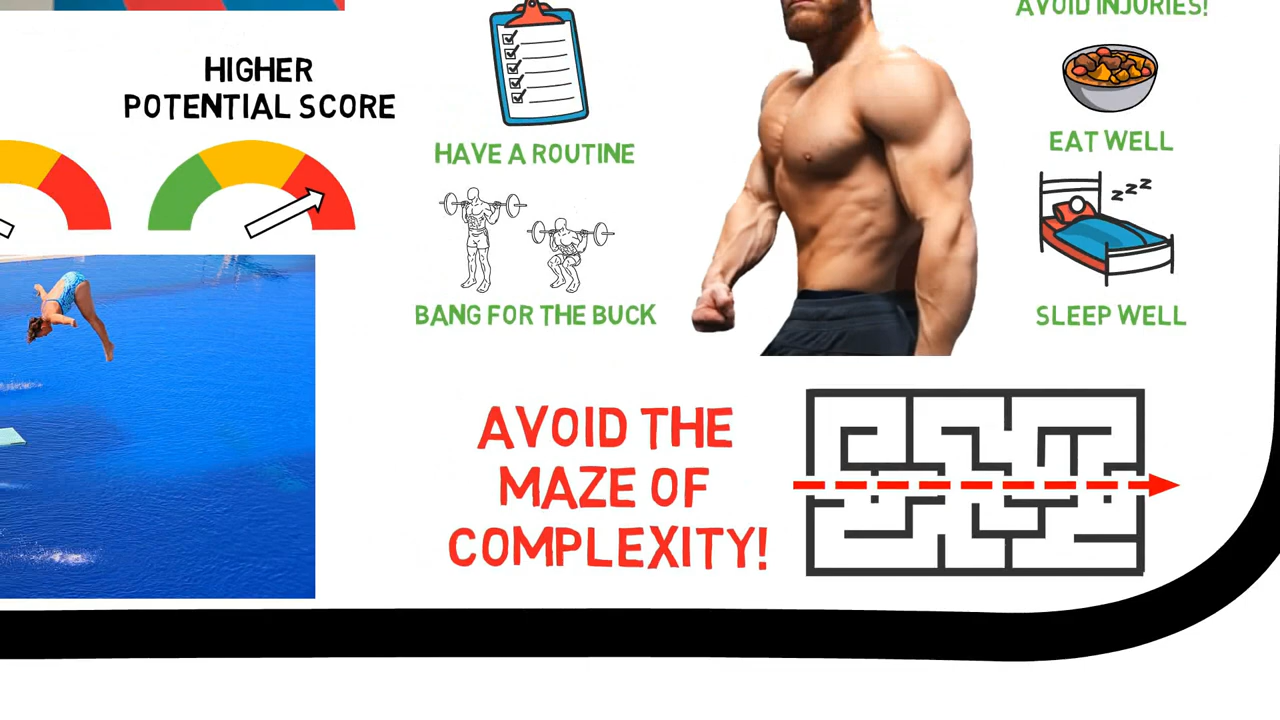 AVOID INJURIES!
HIGHER
POTENTIAL SCORE
HAVE A ROUTINE
EAT WELL
zzz
BANG FOR THE BUCK
SLEEP WELL
AVOID THE
MAZE OF
COMPLEXITY!